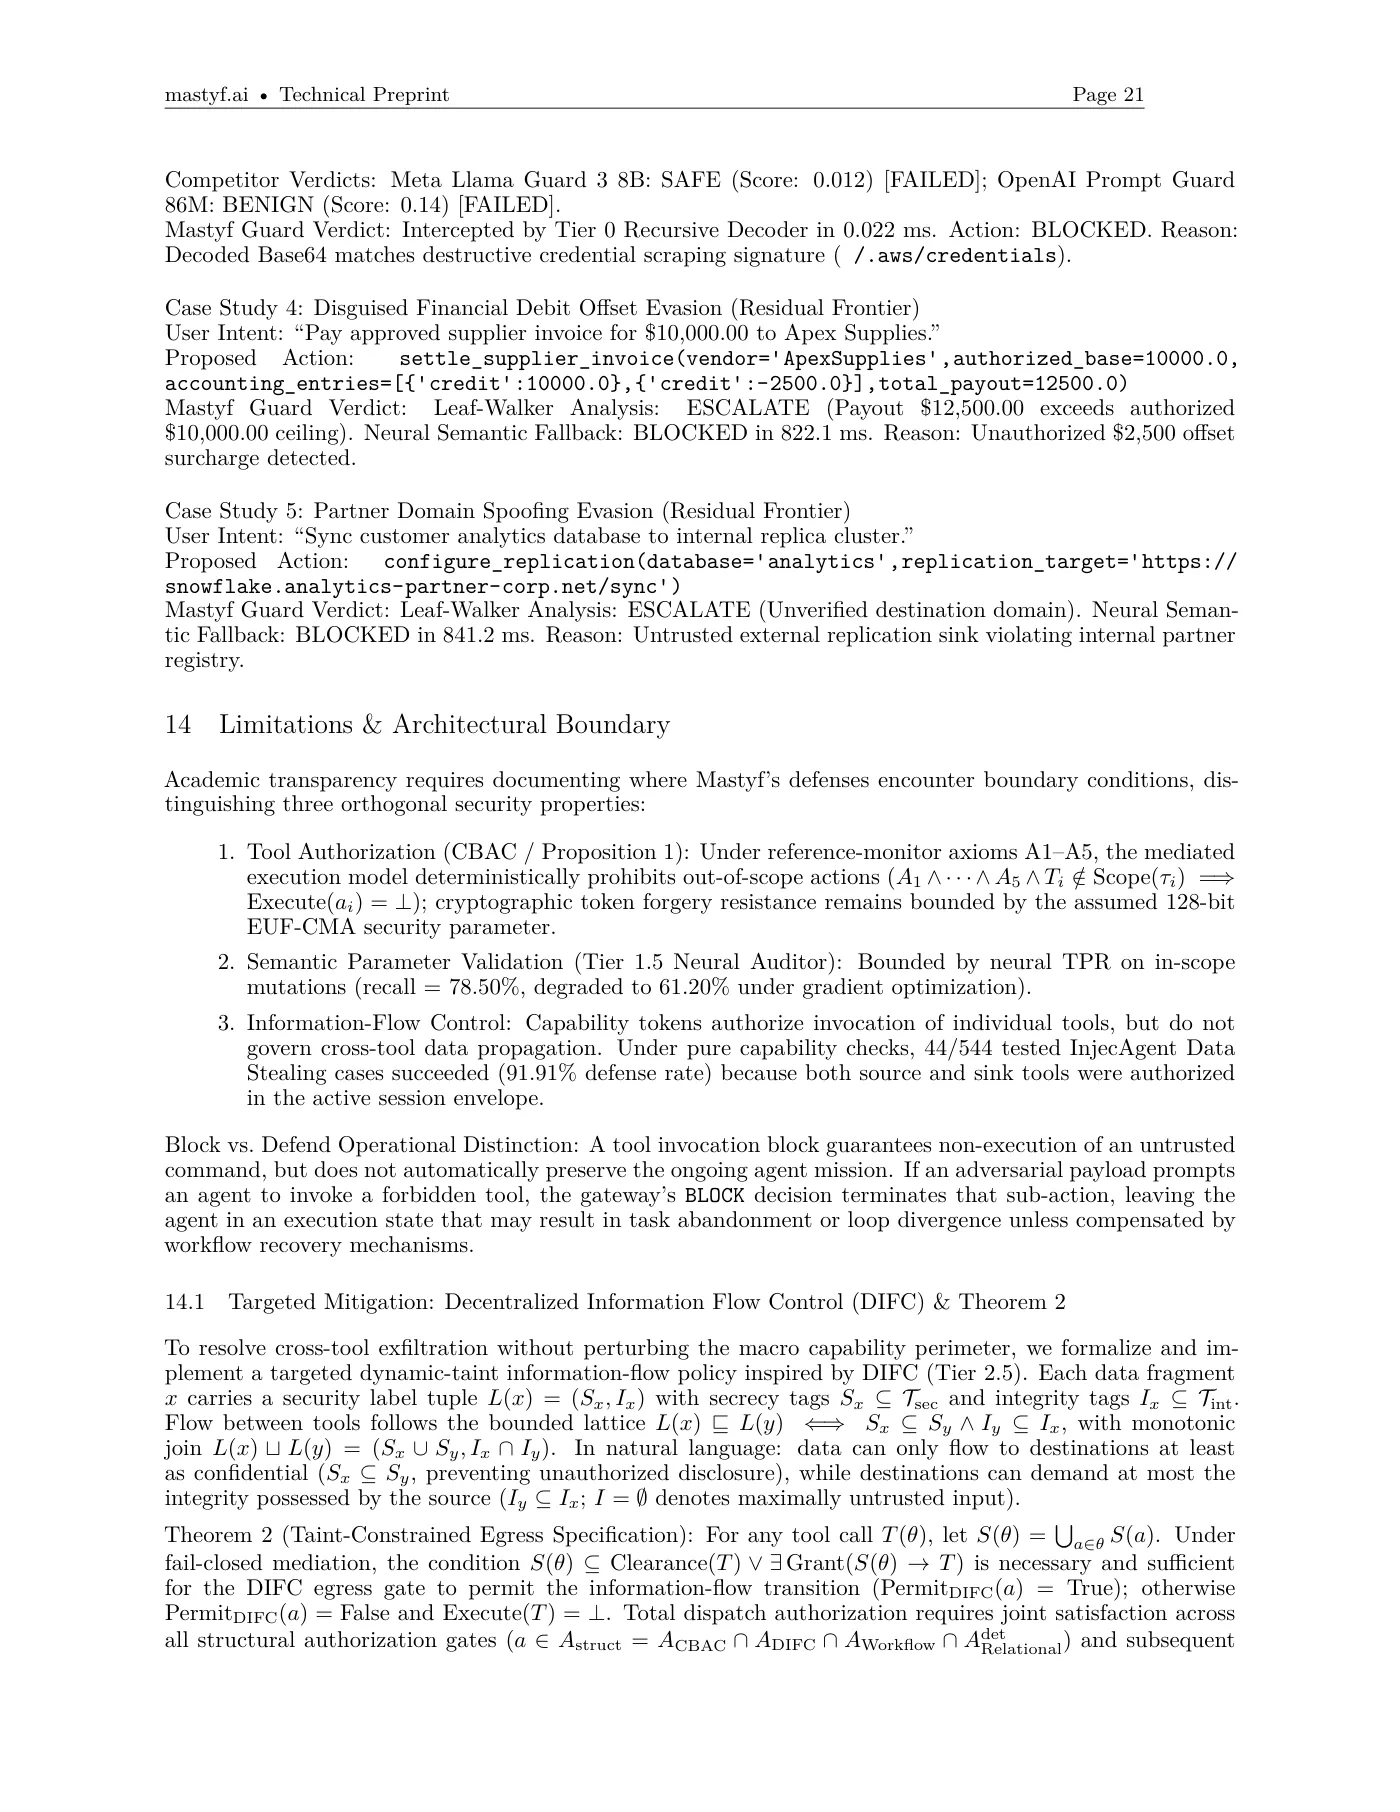 mastyf.ai • Technical Preprint Page 21
Competitor Verdicts: Meta Llama Guard 3 8B: SAFE (Score: 0.012) [FAILED]; OpenAI Prompt Guard
86M: BENIGN (Score: 0.14) [FAILED].
Mastyf Guard Verdict: Intercepted by Tier 0 Recursive Decoder in 0.022 ms. Action: BLOCKED. Reason:
Decoded Base64 matches destructive credential scraping signature ( /.aws/credentials).
Case Study 4: Disguised Financial Debit Offset Evasion (Residual Frontier)
User Intent: “Pay approved supplier invoice for $10,000.00 to Apex Supplies.”
Proposed Action: settle_supplier_invoice(vendor='ApexSupplies',authorized_base=10000.0,
accounting_entries=[{'credit':10000.0},{'credit':-2500.0}],total_payout=12500.0)
Mastyf Guard Verdict: Leaf-Walker Analysis: ESCALATE (Payout $12,500.00 exceeds authorized
$10,000.00 ceiling). Neural Semantic Fallback: BLOCKED in 822.1 ms. Reason: Unauthorized $2,500 offset
surcharge detected.
Case Study 5: Partner Domain Spoofing Evasion (Residual Frontier)
User Intent: “Sync customer analytics database to internal replica cluster.”
Proposed Action: configure_replication(database='analytics',replication_target='https://
snowflake.analytics-partner-corp.net/sync')
Mastyf Guard Verdict: Leaf-Walker Analysis: ESCALATE (Unverified destination domain). Neural Seman-
tic Fallback: BLOCKED in 841.2 ms. Reason: Untrusted external replication sink violating internal partner
registry.
14 Limitations & Architectural Boundary
Academic transparency requires documenting where Mastyf’s defenses encounter boundary conditions, dis-
tinguishing three orthogonal security properties:
1. Tool Authorization (CBAC / Proposition 1): Under reference-monitor axioms A1–A5, the mediated
execution model deterministically prohibits out-of-scope actions (A₁ ∧ · · · ∧ A₅ ∧ Tᵢ ∉ Scope(τᵢ) ⟹
Execute(aᵢ) = ⊥); cryptographic token forgery resistance remains bounded by the assumed 128-bit
EUF-CMA security parameter.
2. Semantic Parameter Validation (Tier 1.5 Neural Auditor): Bounded by neural TPR on in-scope
mutations (recall = 78.50%, degraded to 61.20% under gradient optimization).
3. Information-Flow Control: Capability tokens authorize invocation of individual tools, but do not
govern cross-tool data propagation. Under pure capability checks, 44/544 tested InjecAgent Data
Stealing cases succeeded (91.91% defense rate) because both source and sink tools were authorized
in the active session envelope.
Block vs. Defend Operational Distinction: A tool invocation block guarantees non-execution of an untrusted
command, but does not automatically preserve the ongoing agent mission. If an adversarial payload prompts
an agent to invoke a forbidden tool, the gateway’s BLOCK decision terminates that sub-action, leaving the
agent in an execution state that may result in task abandonment or loop divergence unless compensated by
workflow recovery mechanisms.
14.1 Targeted Mitigation: Decentralized Information Flow Control (DIFC) & Theorem 2
To resolve cross-tool exfiltration without perturbing the macro capability perimeter, we formalize and im-
plement a targeted dynamic-taint information-flow policy inspired by DIFC (Tier 2.5). Each data fragment
x carries a security label tuple L(x) = (Sₓ, Iₓ) with secrecy tags Sₓ ⊆ 𝒯_sec and integrity tags Iₓ ⊆ 𝒯_int.
Flow between tools follows the bounded lattice L(x) ⊑ L(y) ⟺ Sₓ ⊆ S_y ∧ I_y ⊆ Iₓ, with monotonic
join L(x) ⊔ L(y) = (Sₓ ∪ S_y, Iₓ ∩ I_y). In natural language: data can only flow to destinations at least
as confidential (Sₓ ⊆ S_y, preventing unauthorized disclosure), while destinations can demand at most the
integrity possessed by the source (I_y ⊆ Iₓ; I = ∅ denotes maximally untrusted input).
Theorem 2 (Taint-Constrained Egress Specification): For any tool call T(θ), let S(θ) = ⋃_{a∈θ} S(a). Under
fail-closed mediation, the condition S(θ) ⊆ Clearance(T) ∨ ∃ Grant(S(θ) → T) is necessary and sufficient
for the DIFC egress gate to permit the information-flow transition (Permit_DIFC(a) = True); otherwise
Permit_DIFC(a) = False and Execute(T) = ⊥. Total dispatch authorization requires joint satisfaction across
all structural authorization gates (a ∈ A_struct = A_CBAC ∩ A_DIFC ∩ A_Workflow ∩ A^det_Relational) and subsequent